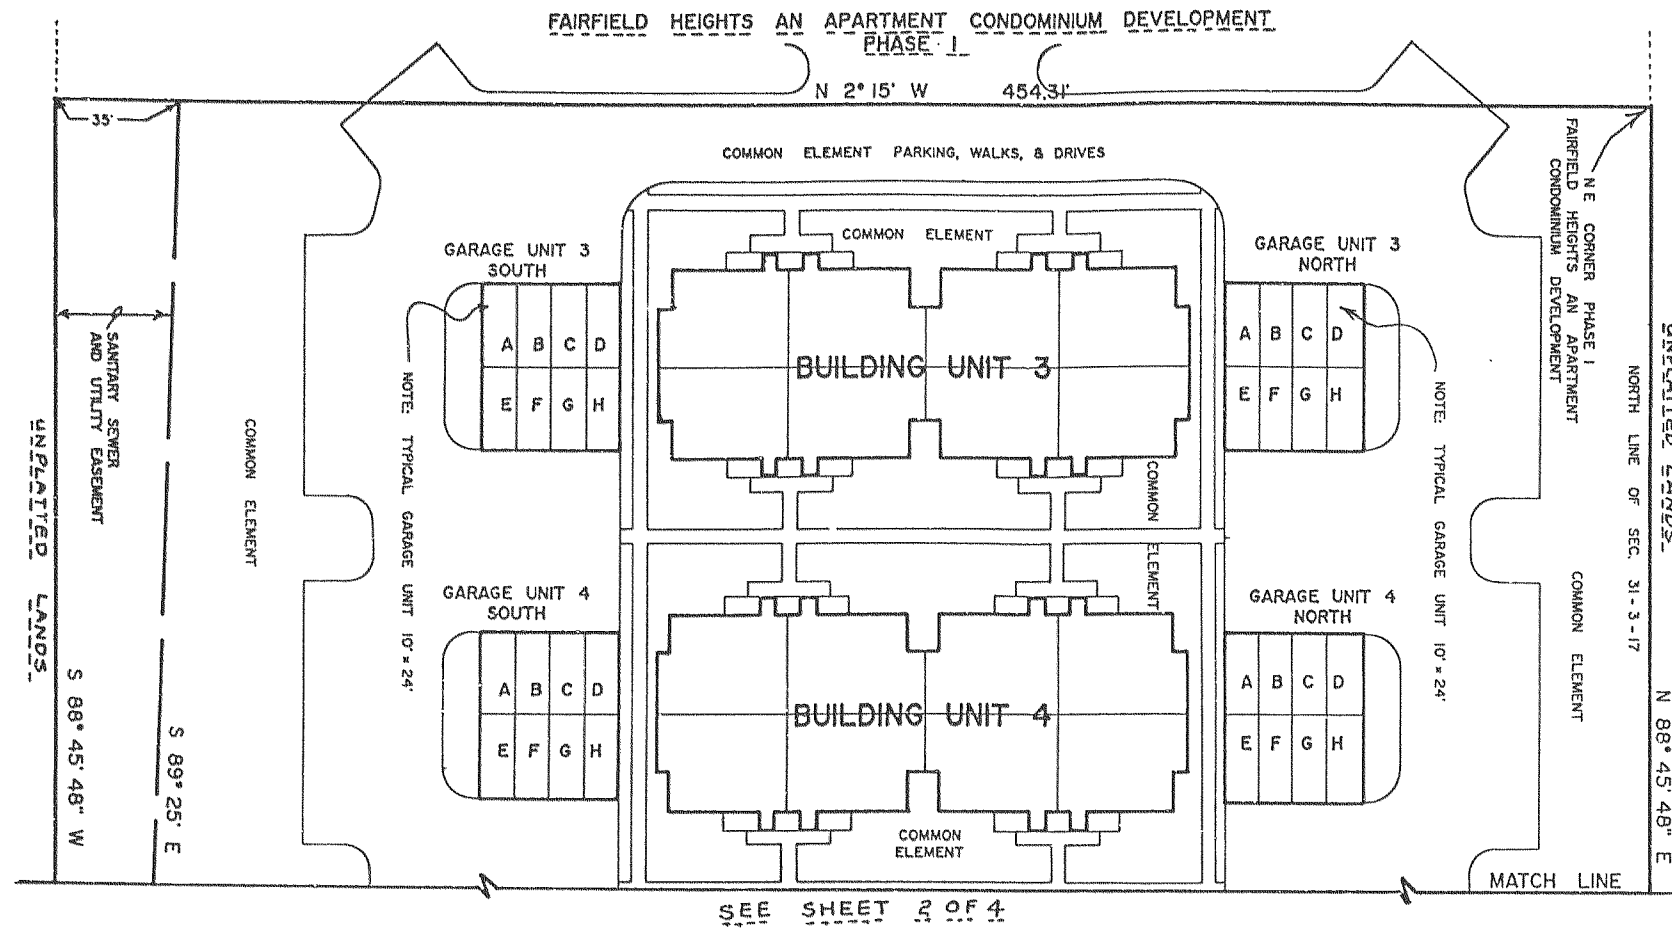 FAIRFIELD HEIGHTS AN APARTMENT CONDOMINIUM DEVELOPMENT
PHASE 1
N 2° 15' W 454.31'
35'
COMMON ELEMENT PARKING, WALKS, & DRIVES
N E CORNER PHASE 1
FAIRFIELD HEIGHTS AN APARTMENT
CONDOMINIUM DEVELOPMENT
COMMON ELEMENT
GARAGE UNIT 3
SOUTH
GARAGE UNIT 3
NORTH
A B C D
E F G H
BUILDING UNIT 3
A B C D
E F G H
SANITARY SEWER
AND UTILITY EASEMENT
UNPLATTED LANDS
COMMON ELEMENT
NOTE: TYPICAL GARAGE UNIT 10' x 24'
COMMON ELEMENT
NOTE: TYPICAL GARAGE UNIT 10' x 24'
NORTH LINE OF SEC. 31-3-17
UNPLATTED LANDS
COMMON ELEMENT
GARAGE UNIT 4
SOUTH
GARAGE UNIT 4
NORTH
A B C D
E F G H
BUILDING UNIT 4
A B C D
E F G H
S 88° 45' 48" W
S 89° 25' E
N 88° 45' 48" E
COMMON
ELEMENT
MATCH LINE
SEE SHEET 2 OF 4